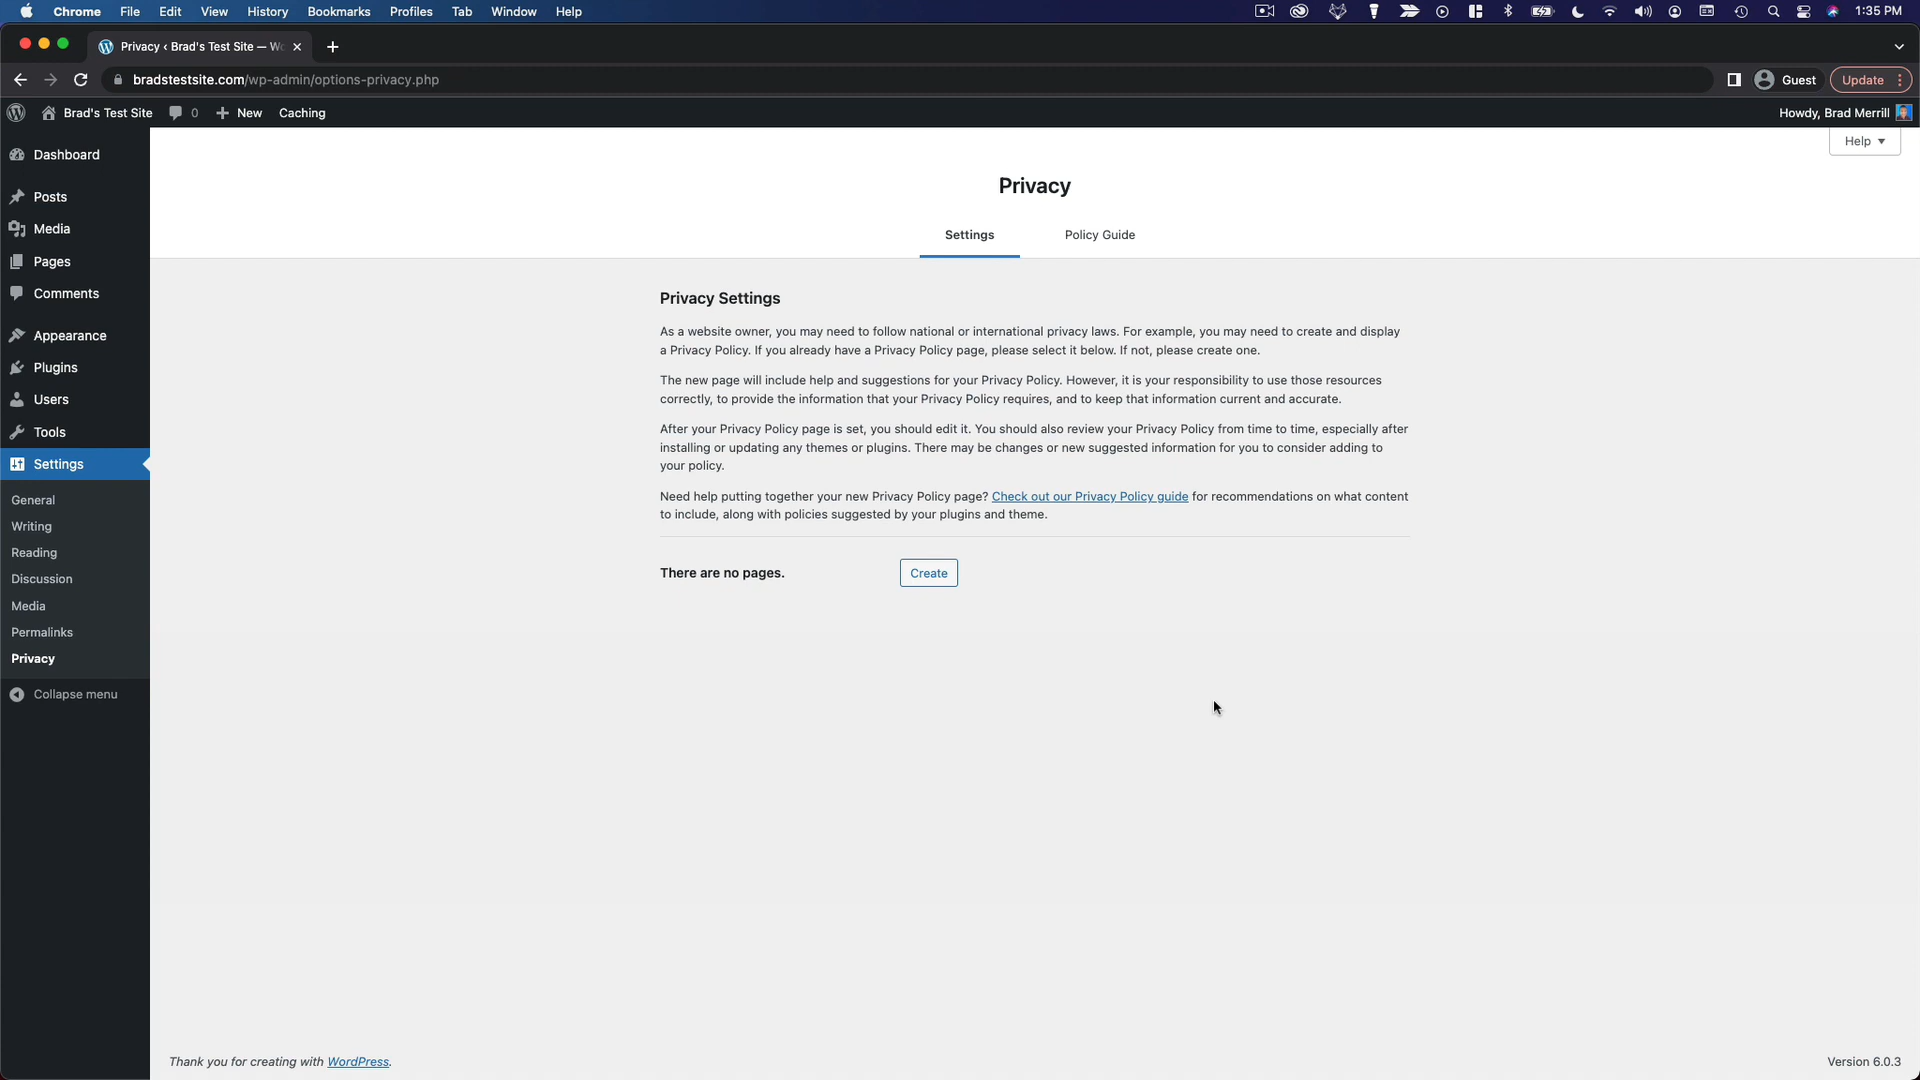 Chrome File Edit View History Bookmarks Profiles Tab Window Help 1:35 PM
Privacy ‹ Brad's Test Site — Wo
bradstestsite.com/wp-admin/options-privacy.php Guest Update
Brad's Test Site 0 New Caching Howdy, Brad Merrill
Help
Dashboard
Posts
Media
Pages
Comments
Appearance
Plugins
Users
Tools
Settings
General
Writing
Reading
Discussion
Media
Permalinks
Privacy
Collapse menu
Privacy
Settings Policy Guide
Privacy Settings
As a website owner, you may need to follow national or international privacy laws. For example, you may need to create and display
a Privacy Policy. If you already have a Privacy Policy page, please select it below. If not, please create one.
The new page will include help and suggestions for your Privacy Policy. However, it is your responsibility to use those resources
correctly, to provide the information that your Privacy Policy requires, and to keep that information current and accurate.
After your Privacy Policy page is set, you should edit it. You should also review your Privacy Policy from time to time, especially after
installing or updating any themes or plugins. There may be changes or new suggested information for you to consider adding to
your policy.
Need help putting together your new Privacy Policy page? Check out our Privacy Policy guide for recommendations on what content
to include, along with policies suggested by your plugins and theme.
There are no pages. Create
Thank you for creating with WordPress. Version 6.0.3